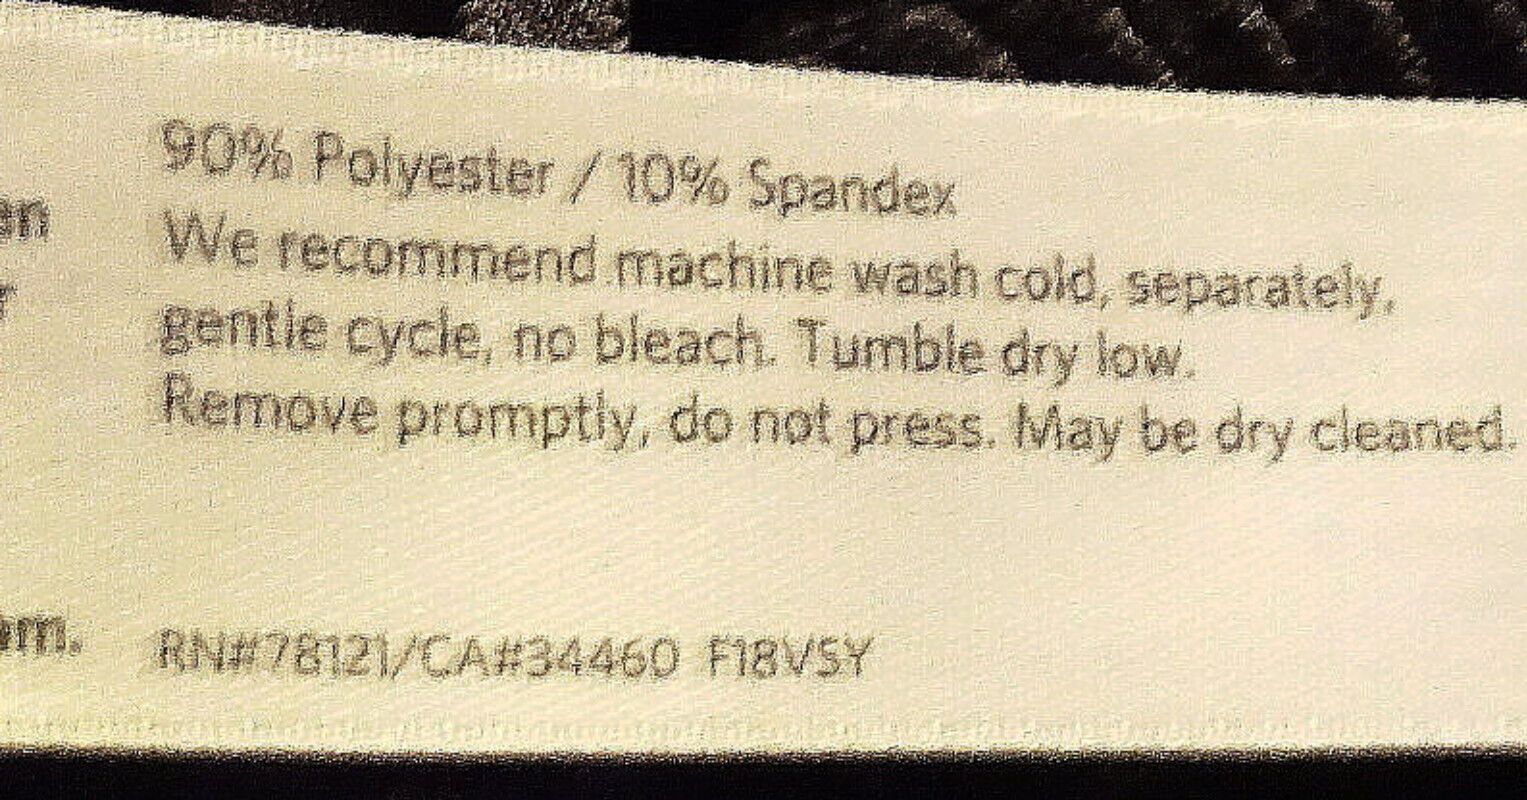 90% Polyester / 10% Spandex
We recommend machine wash cold, separately,
gentle cycle, no bleach. Tumble dry low.
Remove promptly, do not press. May be dry cleaned.
RN#78121/CA#34460 F18VSY